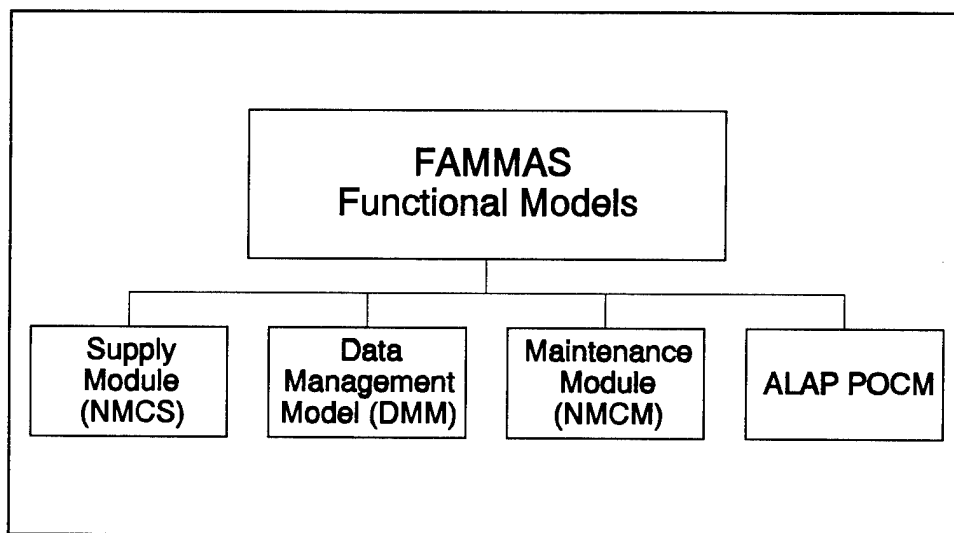 FAMMAS
Functional Models
Supply
Module
(NMCS)
Data
Management
Model (DMM)
Maintenance
Module
(NMCM)
ALAP POCM